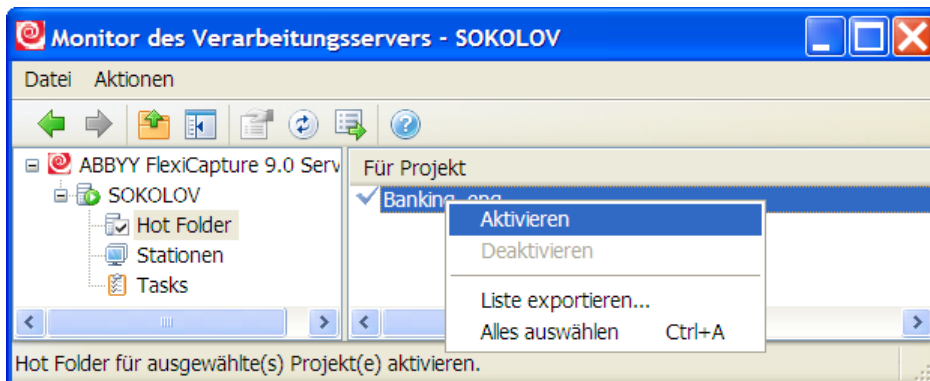 Monitor des Verarbeitungsservers - SOKOLOV
Datei Aktionen
ABBYY FlexiCapture 9.0 Serv
Für Projekt
SOKOLOV
Banking_eng
Hot Folder
Aktivieren
Stationen
Deaktivieren
Tasks
Liste exportieren...
Alles auswählen Ctrl+A
Hot Folder für ausgewählte(s) Projekt(e) aktivieren.